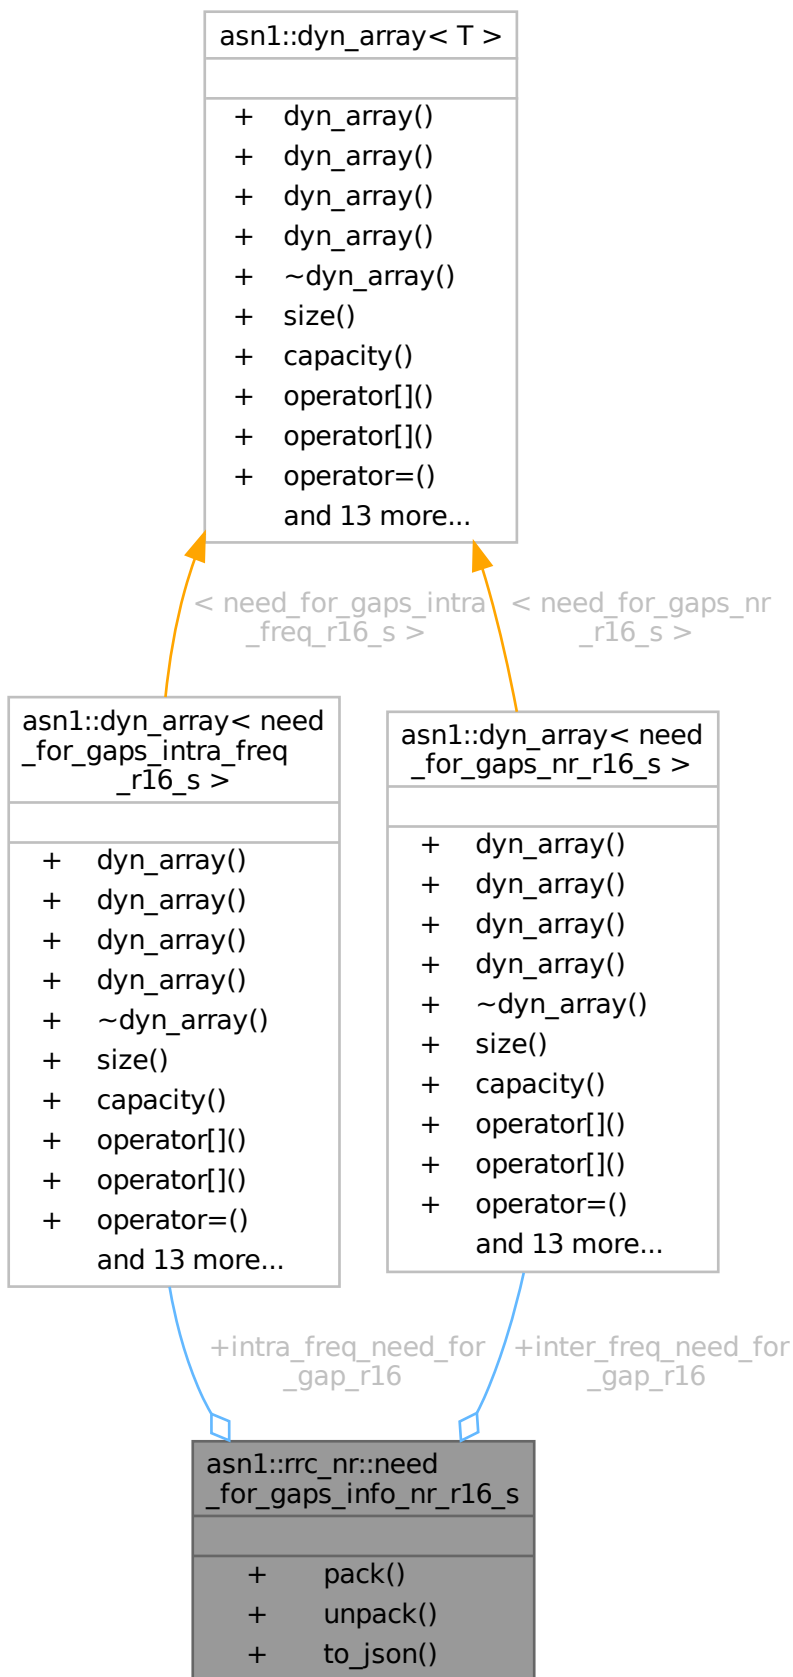 asn1::dyn_array< T >
+ dyn_array()
+ dyn_array()
+ dyn_array()
+ dyn_array()
+ ~dyn_array()
+ size()
+ capacity()
+ operator[]()
+ operator[]()
+ operator=()
and 13 more...
< need_for_gaps_intra
_freq_r16_s >
< need_for_gaps_nr
_r16_s >
asn1::dyn_array< need
_for_gaps_intra_freq
_r16_s >
+ dyn_array()
+ dyn_array()
+ dyn_array()
+ dyn_array()
+ ~dyn_array()
+ size()
+ capacity()
+ operator[]()
+ operator[]()
+ operator=()
and 13 more...
asn1::dyn_array< need
_for_gaps_nr_r16_s >
+ dyn_array()
+ dyn_array()
+ dyn_array()
+ dyn_array()
+ ~dyn_array()
+ size()
+ capacity()
+ operator[]()
+ operator[]()
+ operator=()
and 13 more...
+intra_freq_need_for
_gap_r16
+inter_freq_need_for
_gap_r16
asn1::rrc_nr::need
_for_gaps_info_nr_r16_s
+ pack()
+ unpack()
+ to_json()